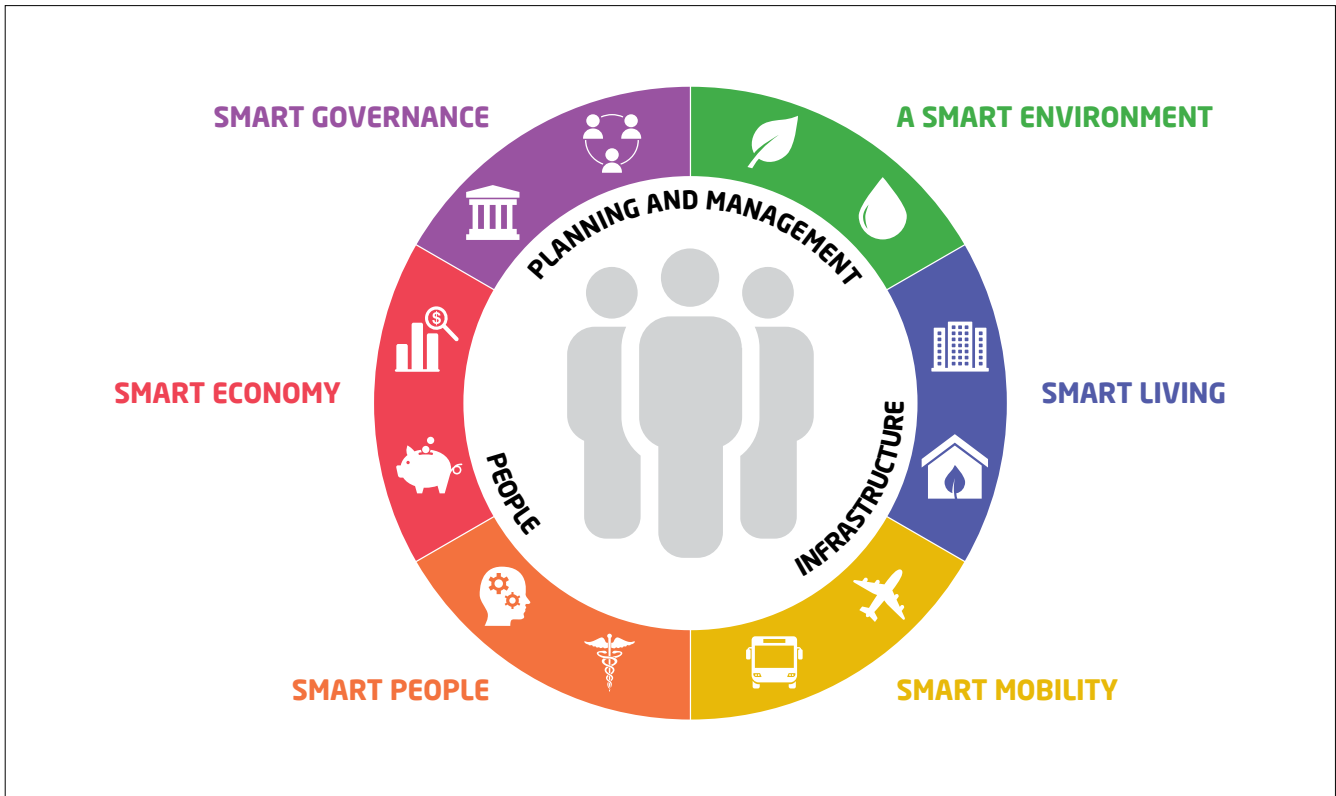 SMART GOVERNANCE
A SMART ENVIRONMENT
PLANNING AND MANAGEMENT
$
SMART ECONOMY
SMART LIVING
PEOPLE
INFRASTRUCTURE
SMART PEOPLE
SMART MOBILITY